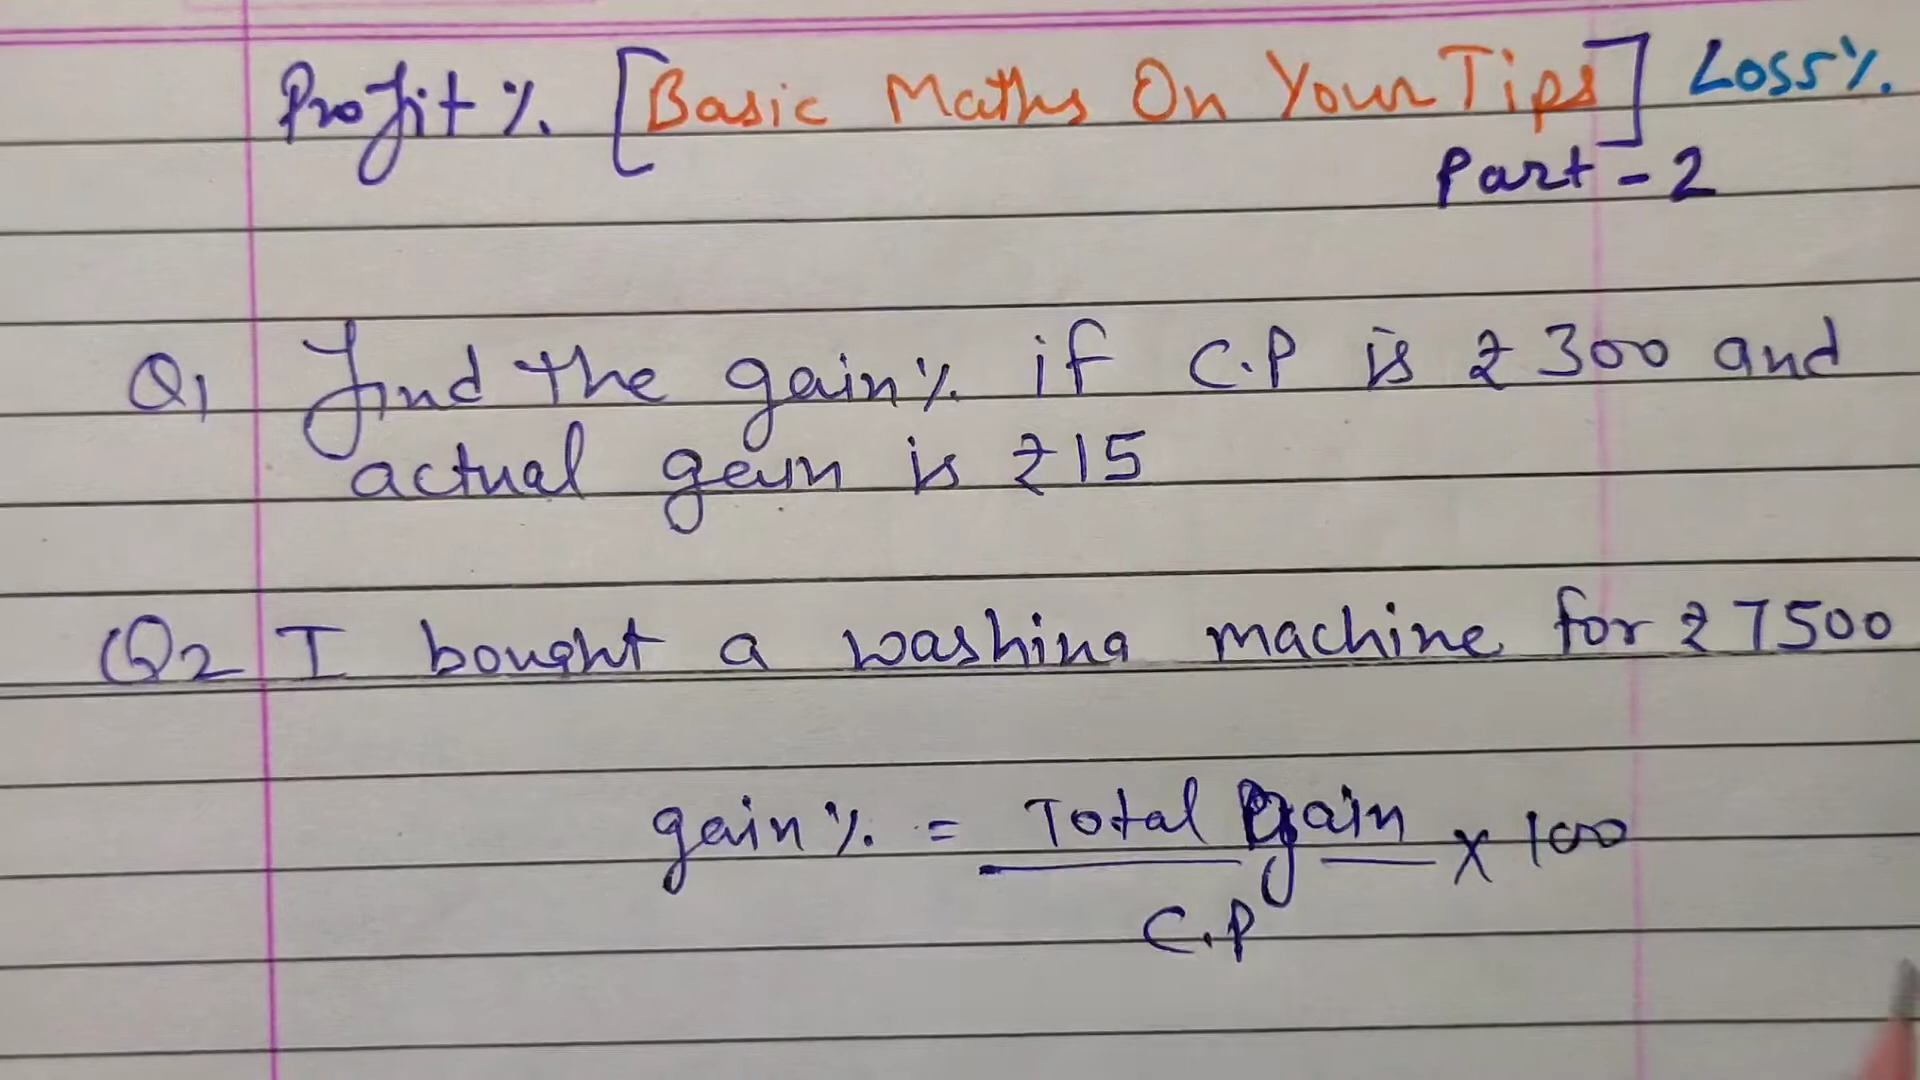 Profit % [Basic Maths On Your Tips] Loss %
Part - 2
Q1 Find the gain % if C.P is ₹ 300 and
actual gain is ₹ 15
Q2 I bought a washing machine for ₹ 7500
gain % = Total gain × 100
C.P